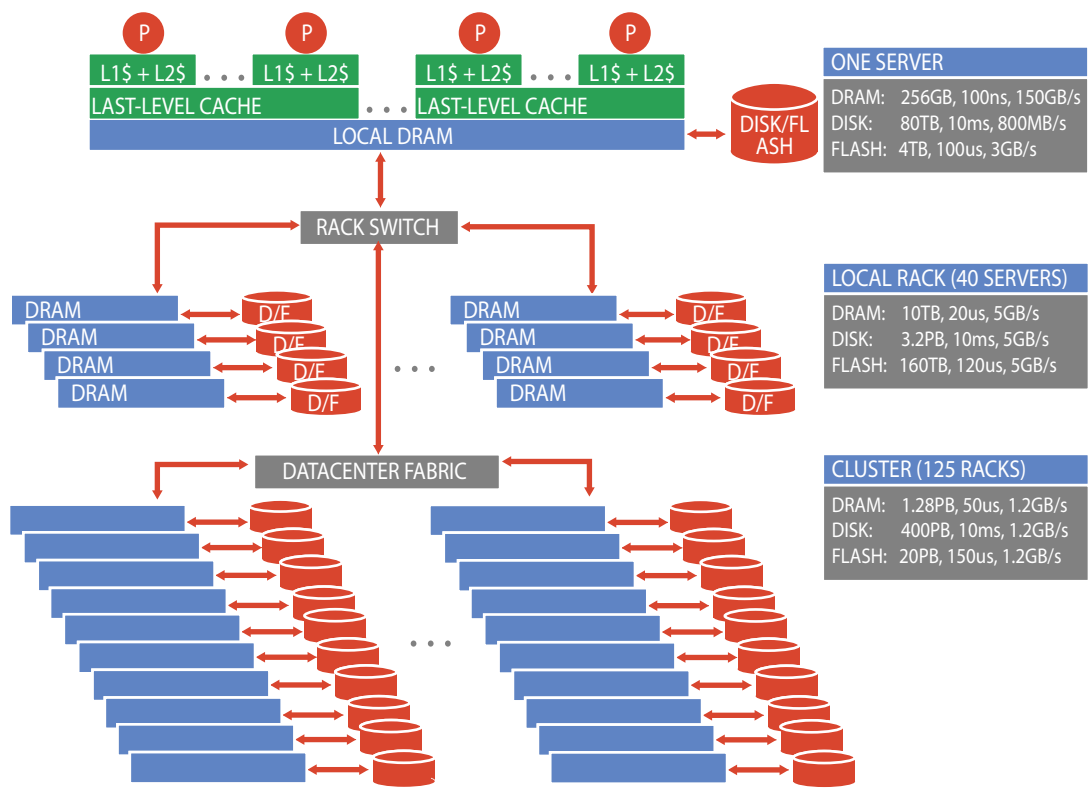 P P P P
L1$ + L2$ L1$ + L2$ L1$ + L2$ L1$ + L2$
LAST-LEVEL CACHE LAST-LEVEL CACHE
LOCAL DRAM
DISK/FL
ASH
ONE SERVER
DRAM: 256GB, 100ns, 150GB/s
DISK: 80TB, 10ms, 800MB/s
FLASH: 4TB, 100us, 3GB/s
RACK SWITCH
DRAM D/F DRAM D/F
DRAM D/F DRAM D/F
DRAM D/F DRAM D/F
DRAM D/F DRAM D/F
LOCAL RACK (40 SERVERS)
DRAM: 10TB, 20us, 5GB/s
DISK: 3.2PB, 10ms, 5GB/s
FLASH: 160TB, 120us, 5GB/s
DATACENTER FABRIC
CLUSTER (125 RACKS)
DRAM: 1.28PB, 50us, 1.2GB/s
DISK: 400PB, 10ms, 1.2GB/s
FLASH: 20PB, 150us, 1.2GB/s